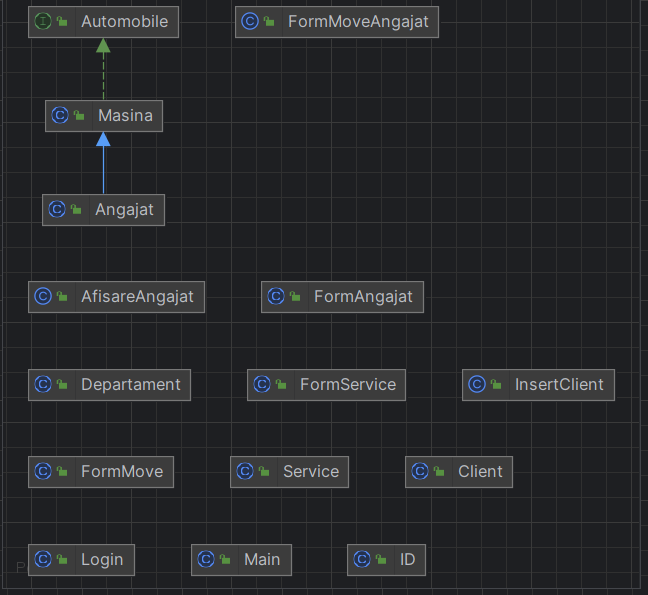 Automobile FormMoveAngajat
Masina
Angajat
AfisareAngajat FormAngajat
Departament FormService InsertClient
FormMove Service Client
Login Main ID